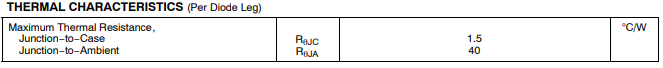 THERMAL CHARACTERISTICS (Per Diode Leg)
Maximum Thermal Resistance, °C/W
Junction−to−Case RθJC 1.5
Junction−to−Ambient RθJA 40